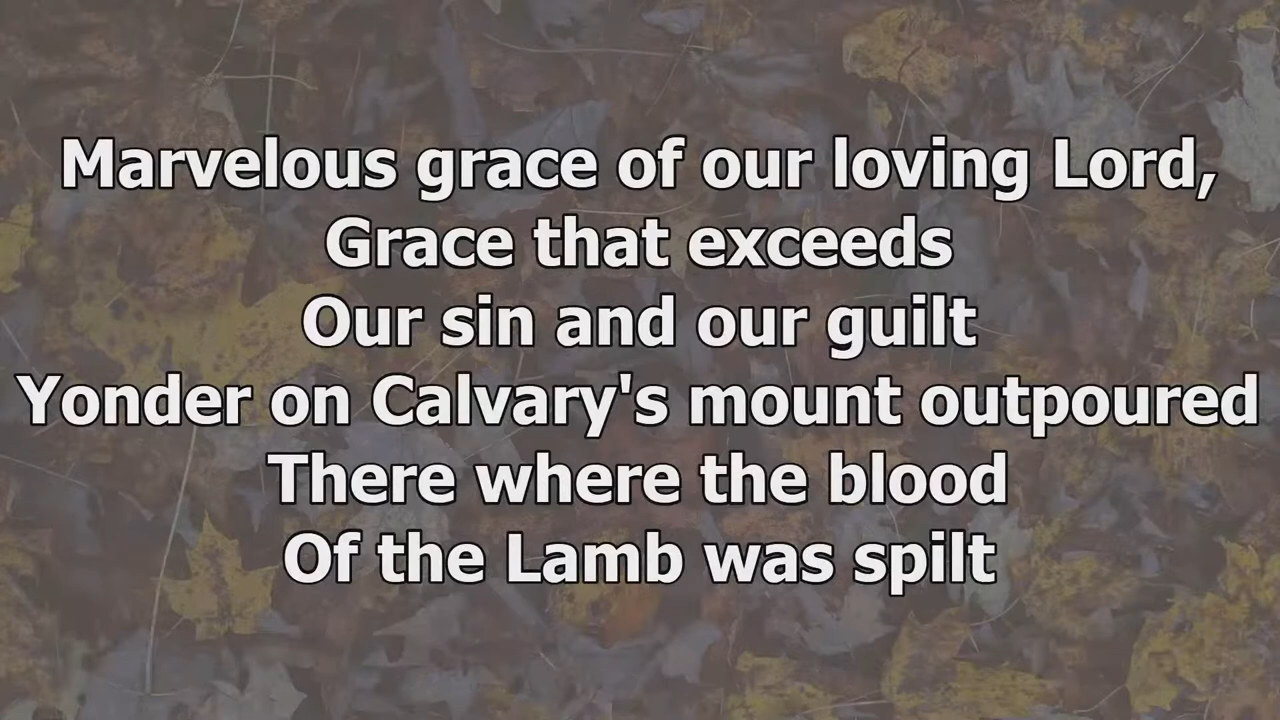 Marvelous grace of our loving Lord,
Grace that exceeds
Our sin and our guilt
Yonder on Calvary's mount outpoured
There where the blood
Of the Lamb was spilt